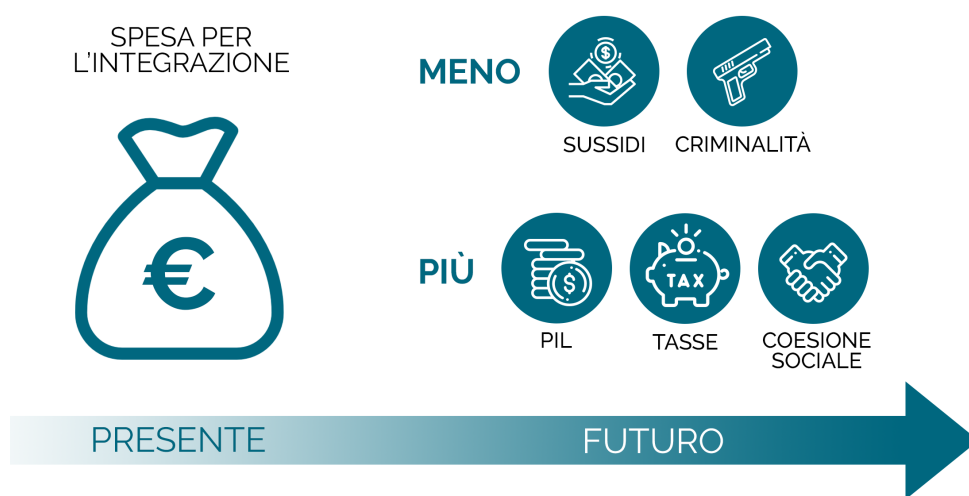 SPESA PER
L'INTEGRAZIONE
€
MENO
$
SUSSIDI
CRIMINALITÀ
PIÙ
$
PIL
TAX
TASSE
COESIONE
SOCIALE
PRESENTE
FUTURO